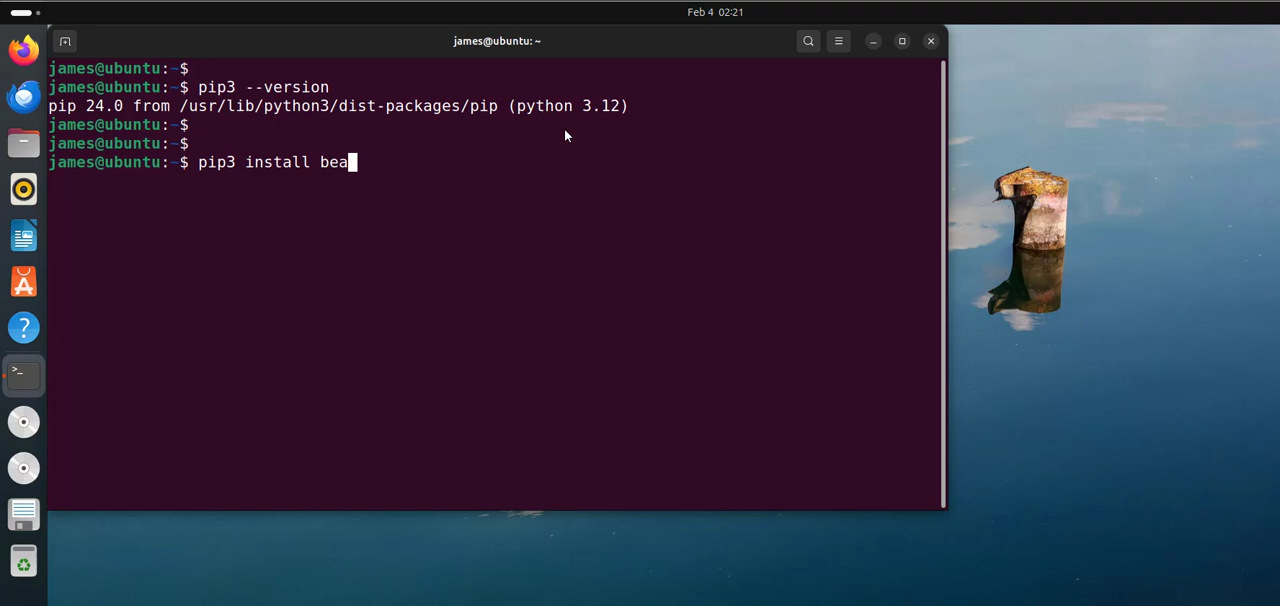 Feb 4 02:21
james@ubuntu: ~
james@ubuntu:~$
james@ubuntu:~$ pip3 --version
pip 24.0 from /usr/lib/python3/dist-packages/pip (python 3.12)
james@ubuntu:~$
james@ubuntu:~$
james@ubuntu:~$ pip3 install bea